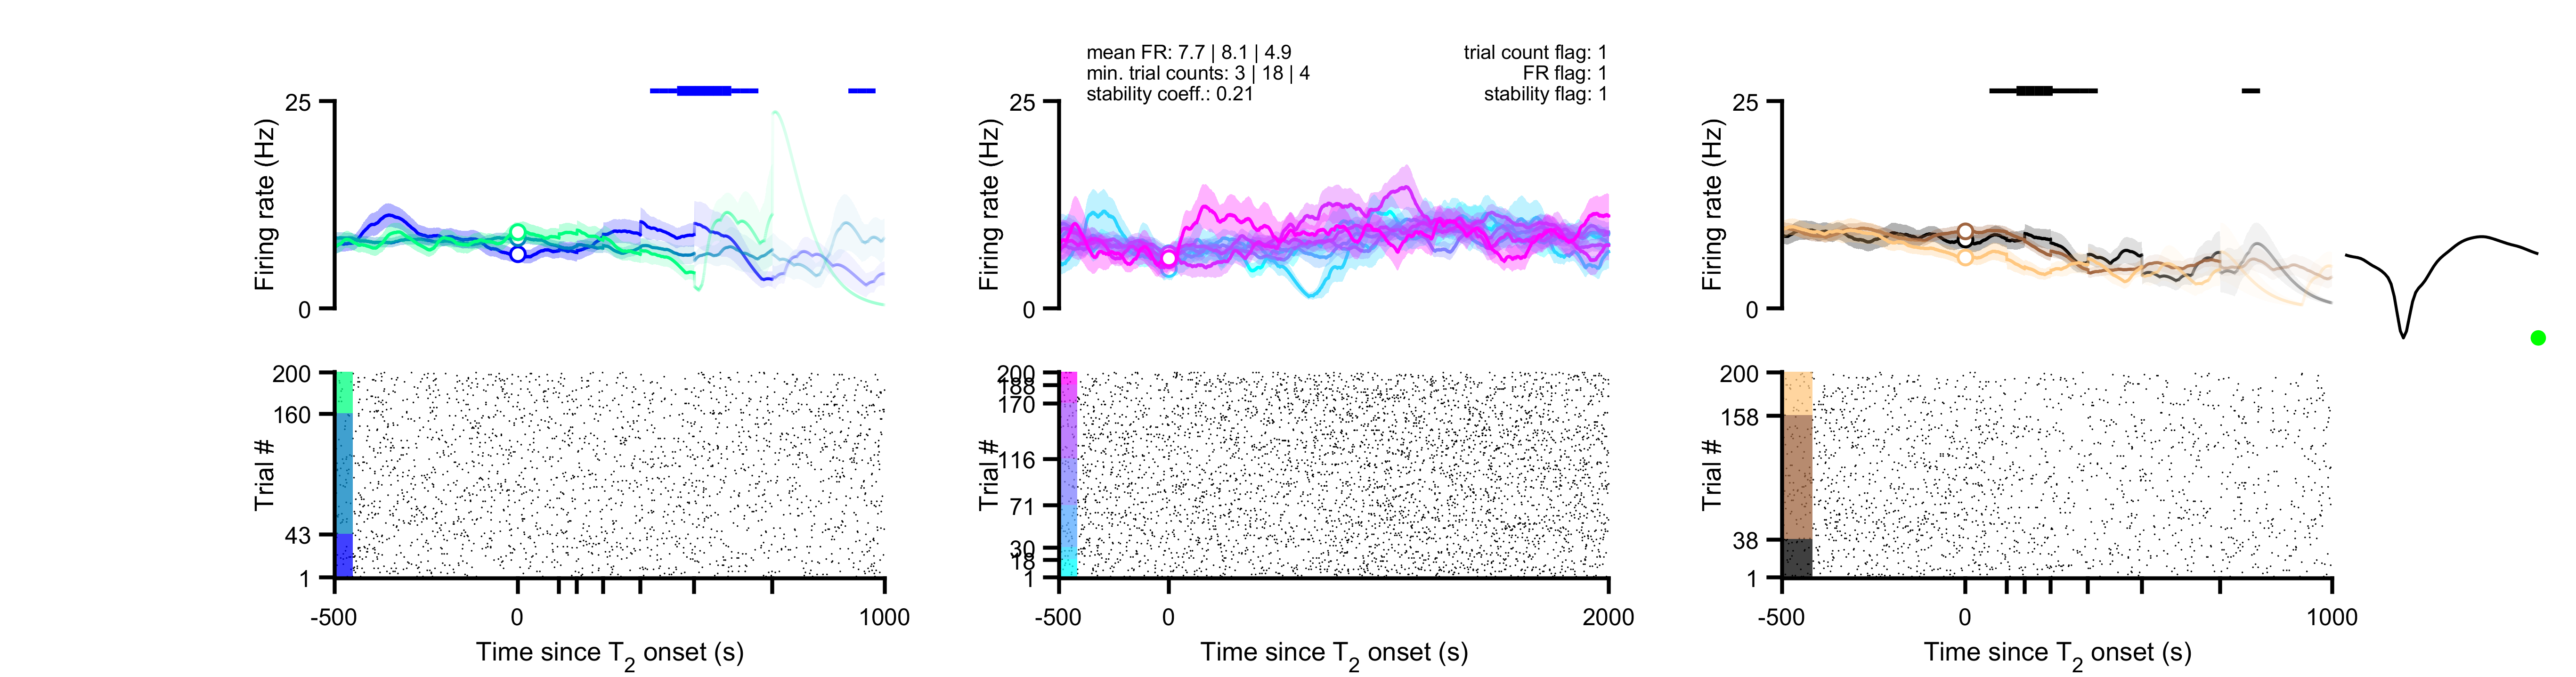 mean FR: 7.7 | 8.1 | 4.9
min. trial counts: 3 | 18 | 4
stability coeff.: 0.21
trial count flag: 1
FR flag: 1
stability flag: 1
25
0
Firing rate (Hz)
200
160
43
1
Trial #
-500
0
1000
Time since T2 onset (s)
25
0
Firing rate (Hz)
200
188
170
116
71
30
18
1
Trial #
-500
0
2000
Time since T2 onset (s)
25
0
Firing rate (Hz)
200
158
38
1
Trial #
-500
0
1000
Time since T2 onset (s)